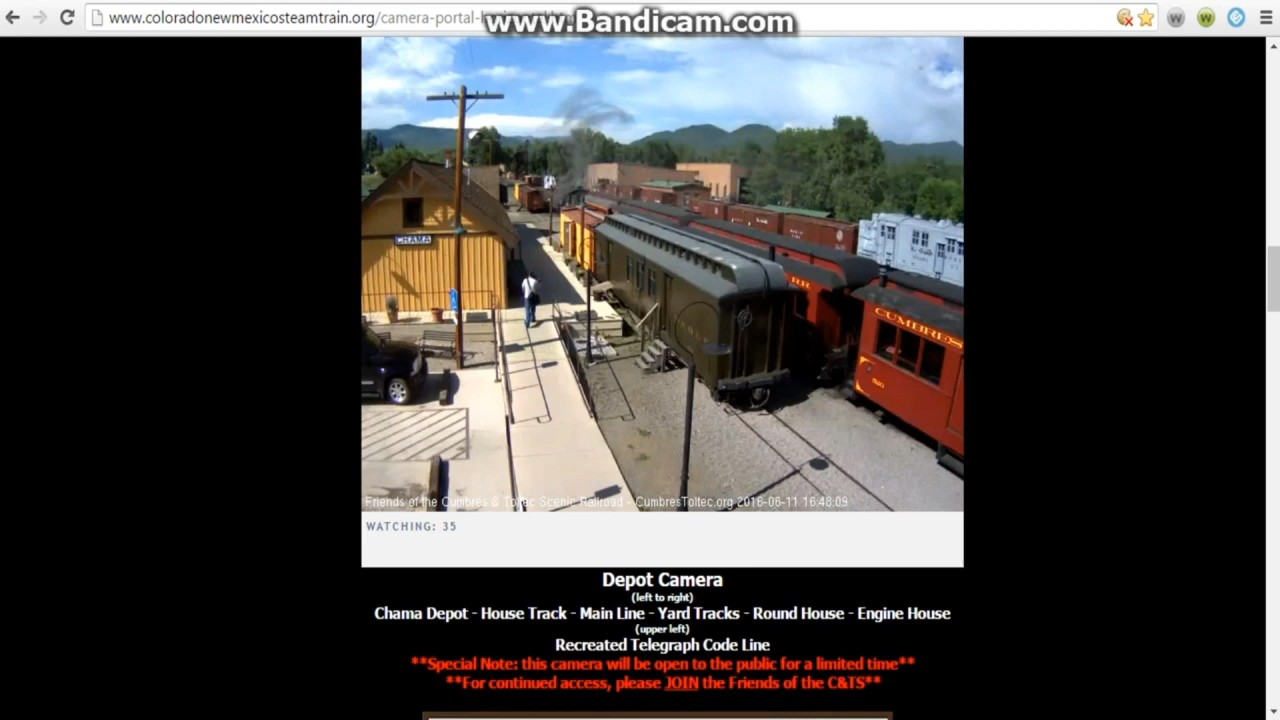 www.coloradonewmexicosteamtrain.org/camera-portal-
www.Bandicam.com
CHAMA
RR
CUMBRES
520
Friends of the Cumbres & Toltec Scenic Railroad - CumbresToltec.org 2016-06-11 16:48:09
WATCHING: 35
Depot Camera
(left to right)
Chama Depot - House Track - Main Line - Yard Tracks - Round House - Engine House
(upper left)
Recreated Telegraph Code Line
**Special Note: this camera will be open to the public for a limited time**
**For continued access, please JOIN the Friends of the C&TS**